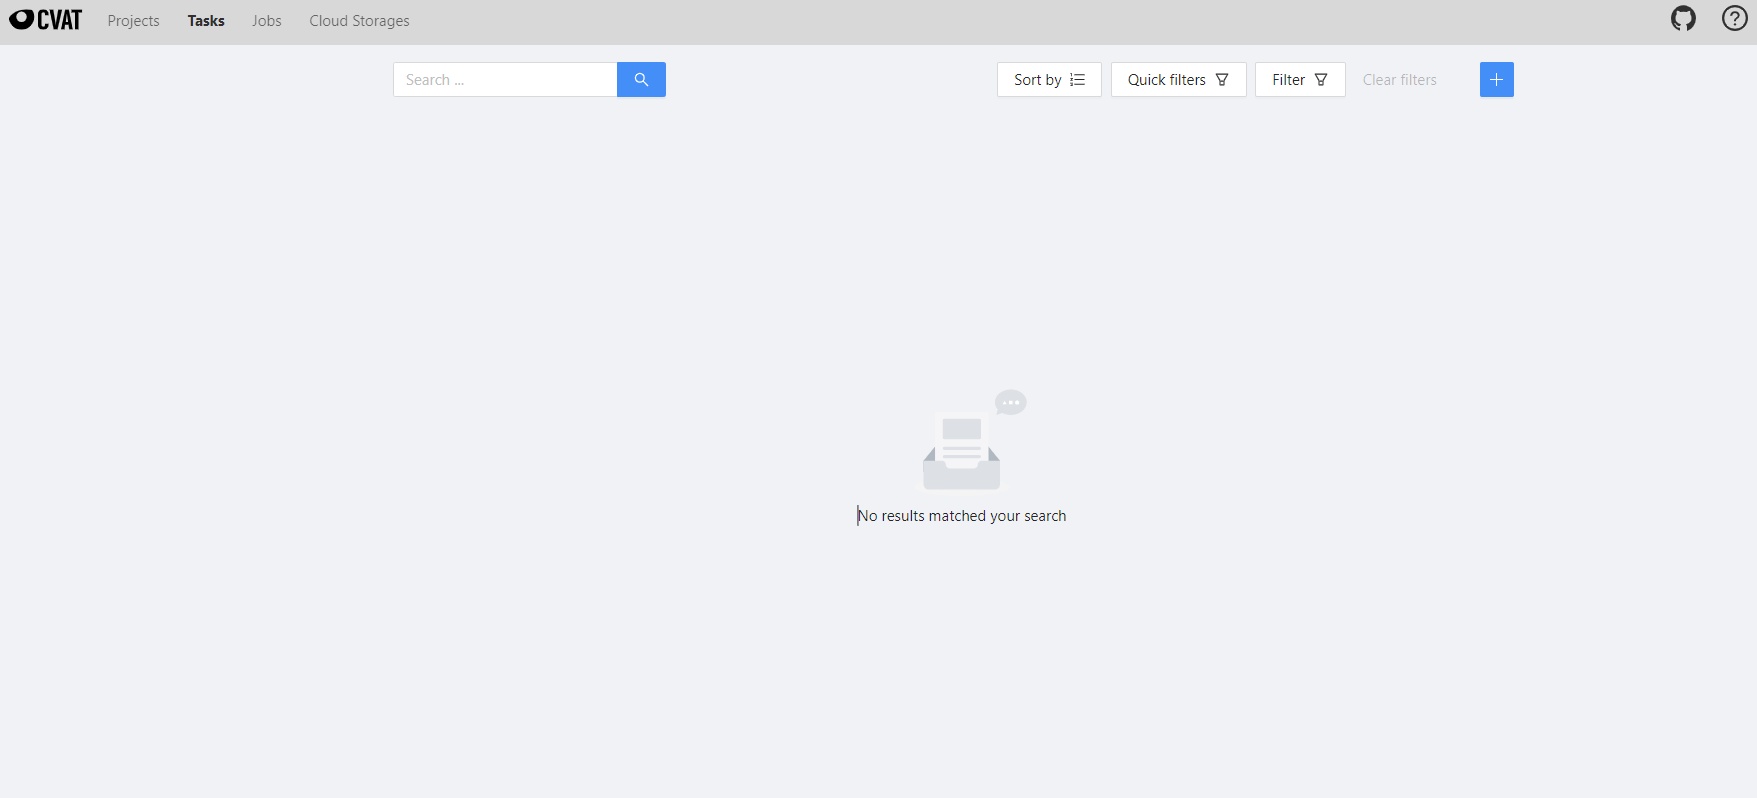 CVAT Projects Tasks Jobs Cloud Storages
Search ... Sort by Quick filters Filter Clear filters
No results matched your search